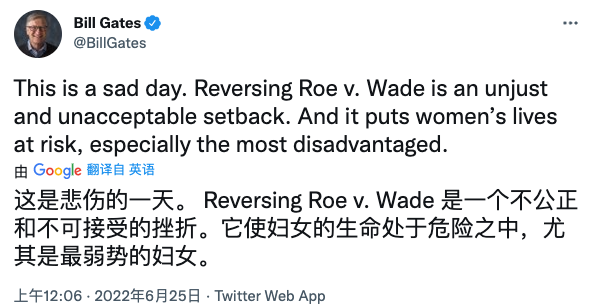 Bill Gates
@BillGates
This is a sad day. Reversing Roe v. Wade is an unjust
and unacceptable setback. And it puts women’s lives
at risk, especially the most disadvantaged.
由 Google 翻译自 英语
这是悲伤的一天。 Reversing Roe v. Wade 是一个不公正
和不可接受的挫折。它使妇女的生命处于危险之中，尤
其是最弱势的妇女。
上午12:06 · 2022年6月25日 · Twitter Web App